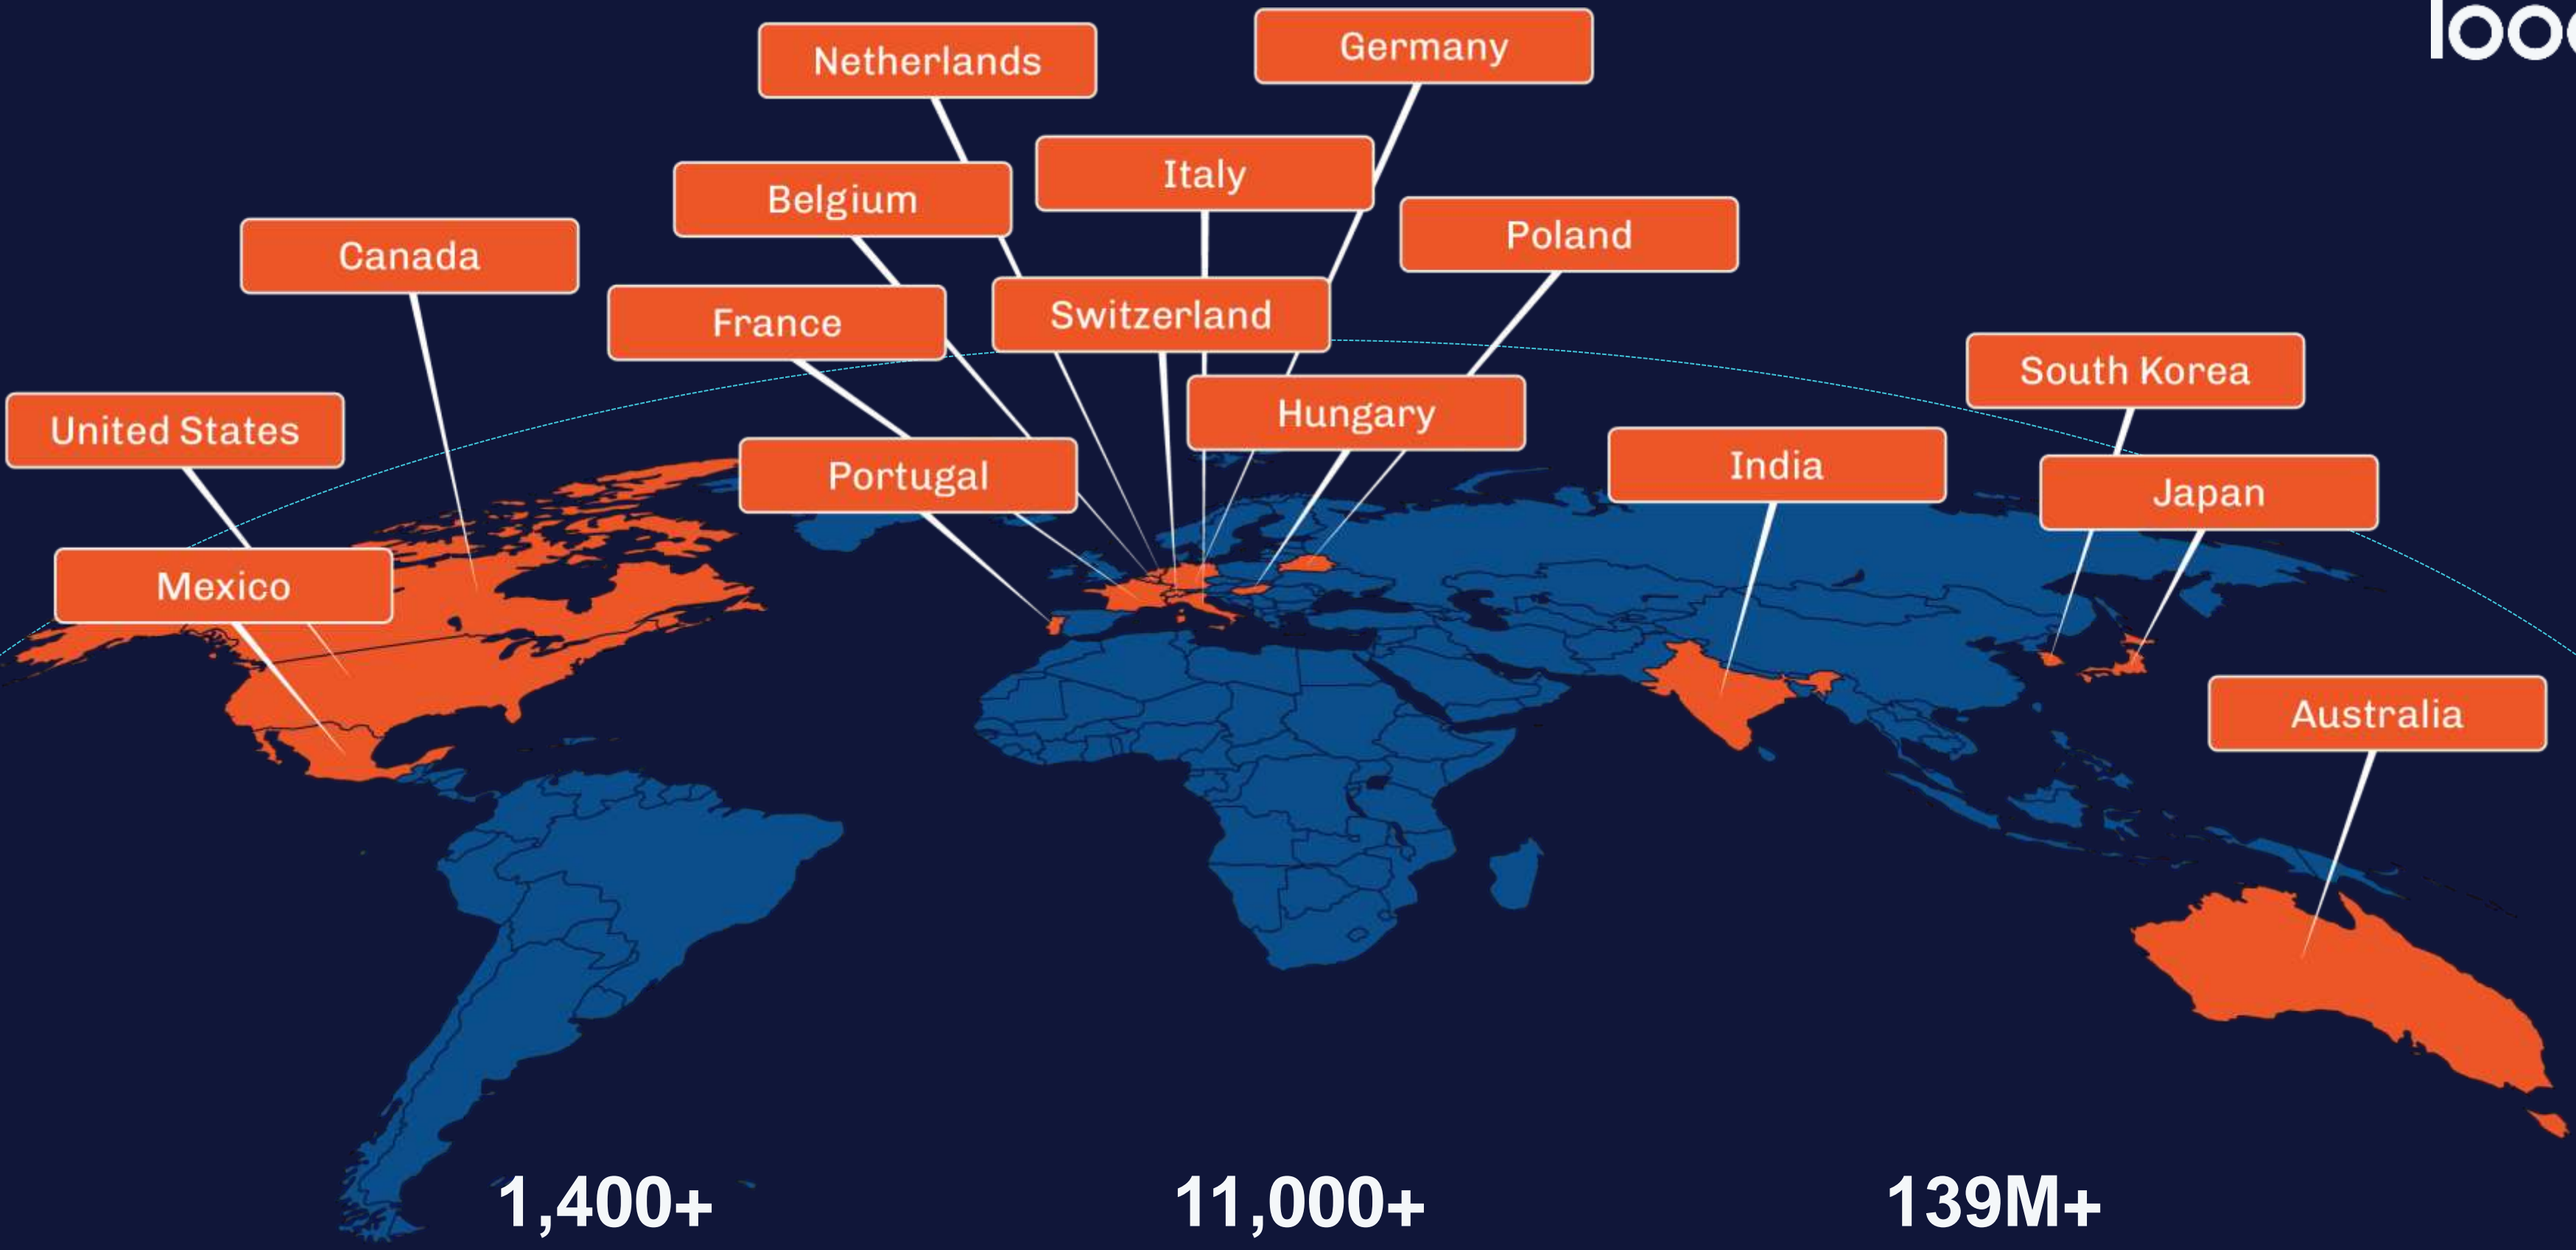 Netherlands
Germany
Italy
Belgium
Poland
Canada
France
Switzerland
South Korea
United States
Hungary
India
Portugal
Japan
Mexico
Australia
1,400+
11,000+
139M+